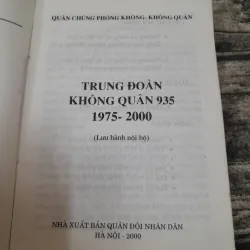 QUÂN CHỦNG PHÒNG KHÔNG- KHÔNG QUÂN
TRUNG ĐOÀN
KHÔNG QUÂN 935
1975- 2000
(Lưu hành nội bộ)
NHÀ XUẤT BẢN QUÂN ĐỘI NHÂN DÂN
HÀ NỘI - 2000